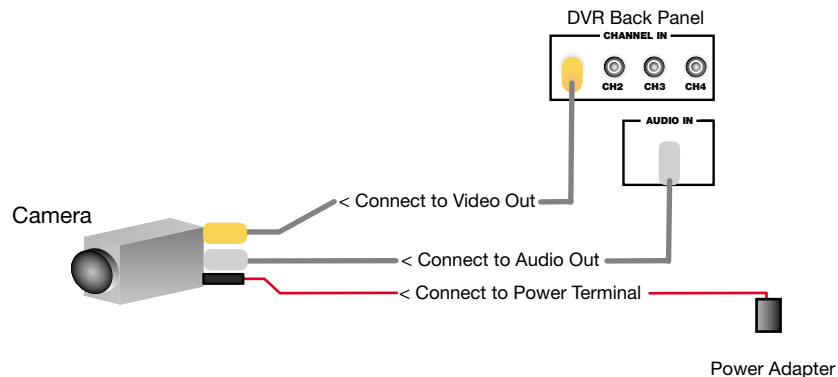 DVR Back Panel
CHANNEL IN
CH2 CH3 CH4
AUDIO IN
< Connect to Video Out
Camera
< Connect to Audio Out
< Connect to Power Terminal
Power Adapter